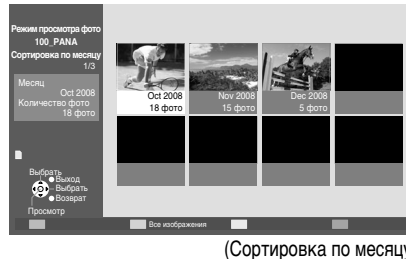 Режим просмотра фото
100_PANA
Сортировка по месяцу
1/3
Месяц
Oct 2008
Количество фото
18 фото
Oct 2008
18 фото
Nov 2008
15 фото
Dec 2008
5 фото
Выбрать
Выход
Выбрать
Возврат
Просмотр
Все изображения
(Сортировка по месяцу